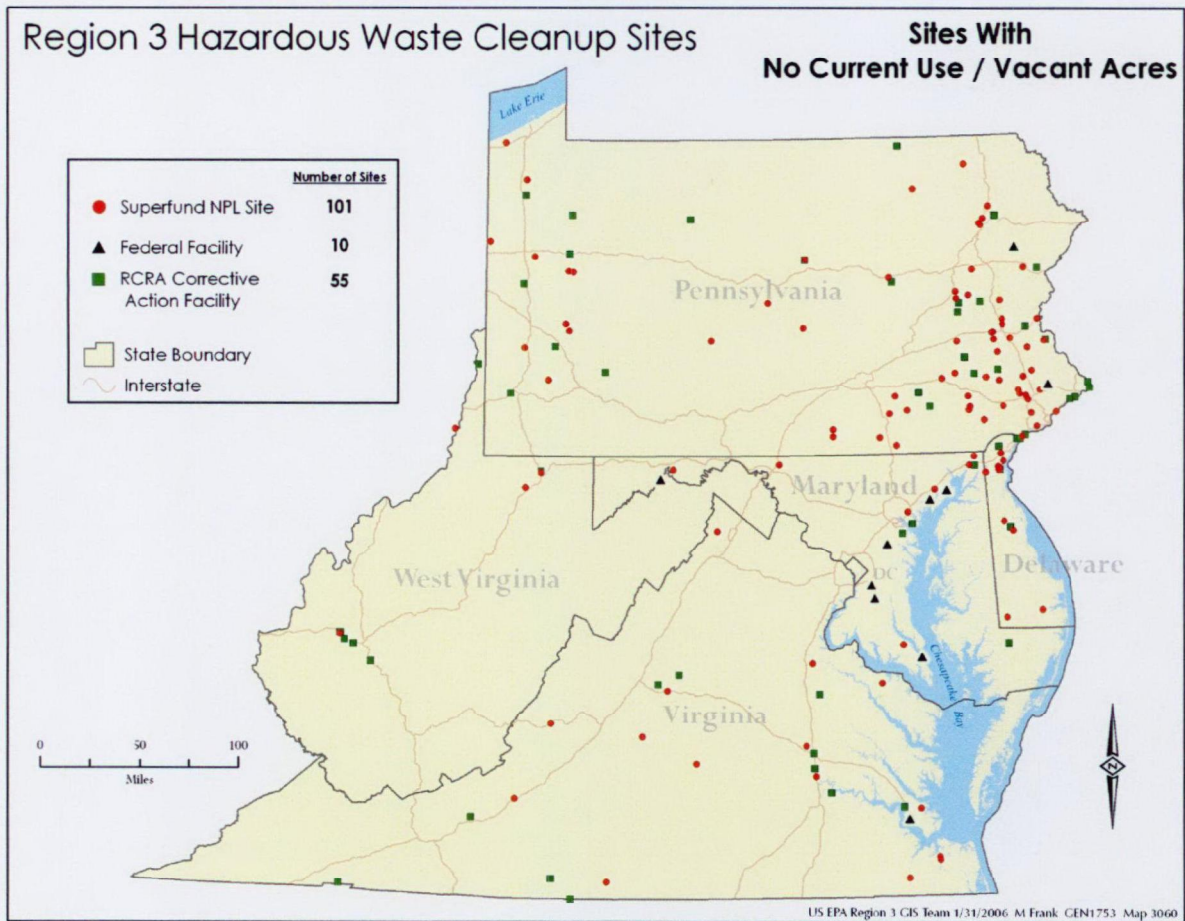 Region 3 Hazardous Waste Cleanup Sites
Sites With
No Current Use / Vacant Acres
Lake Erie
Number of Sites
Superfund NPL Site 101
Federal Facility 10
RCRA Corrective 55
Action Facility
State Boundary
Interstate
Pennsylvania
Maryland
West Virginia
DC
Delaware
Chesapeake Bay
Virginia
0 50 100
Miles
N
US EPA Region 3 GIS Team 1/31/2006 M Frank GEN1753 Map 3060